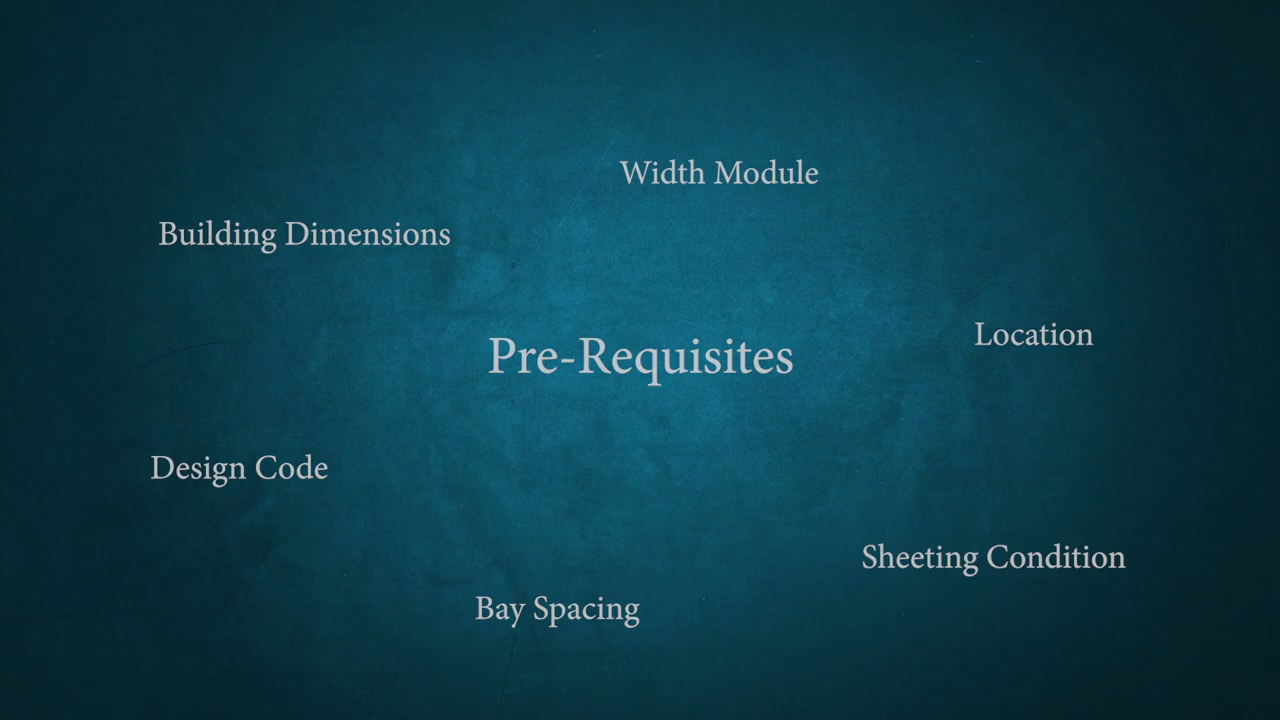 Width Module
Building Dimensions
Location
Pre-Requisites
Design Code
Sheeting Condition
Bay Spacing